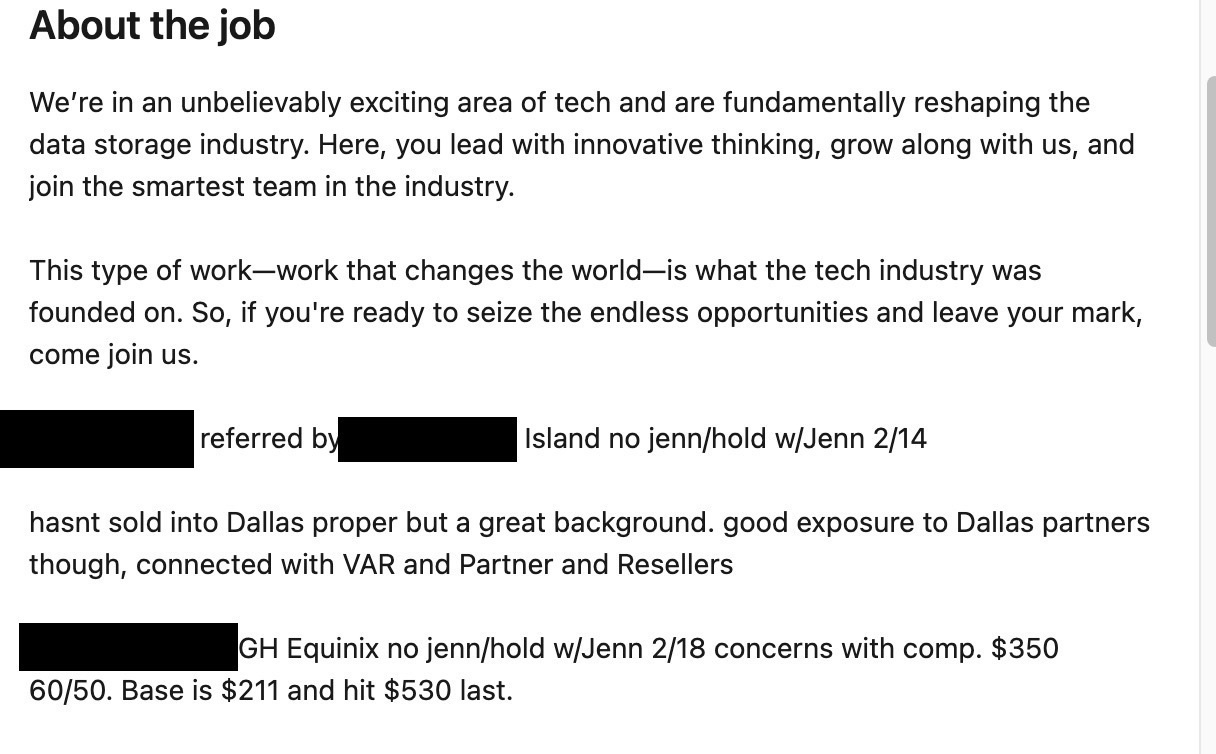 About the job
We're in an unbelievably exciting area of tech and are fundamentally reshaping the
data storage industry. Here, you lead with innovative thinking, grow along with us, and
join the smartest team in the industry.
This type of work—work that changes the world—is what the tech industry was
founded on. So, if you're ready to seize the endless opportunities and leave your mark,
come join us.
referred by Island no jenn/hold w/Jenn 2/14
hasnt sold into Dallas proper but a great background. good exposure to Dallas partners
though, connected with VAR and Partner and Resellers
GH Equinix no jenn/hold w/Jenn 2/18 concerns with comp. $350
60/50. Base is $211 and hit $530 last.